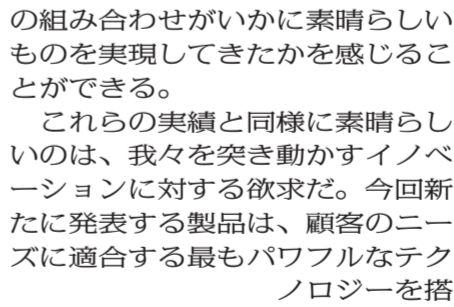 の組み合わせがいかに素晴らしい
ものを実現してきたかを感じるこ
とができる。
　これらの実績と同様に素晴らし
いのは、我々を突き動かすイノベ
ーションに対する欲求だ。今回新
たに発表する製品は、顧客のニー
ズに適合する最もパワフルなテク
ノロジーを搭